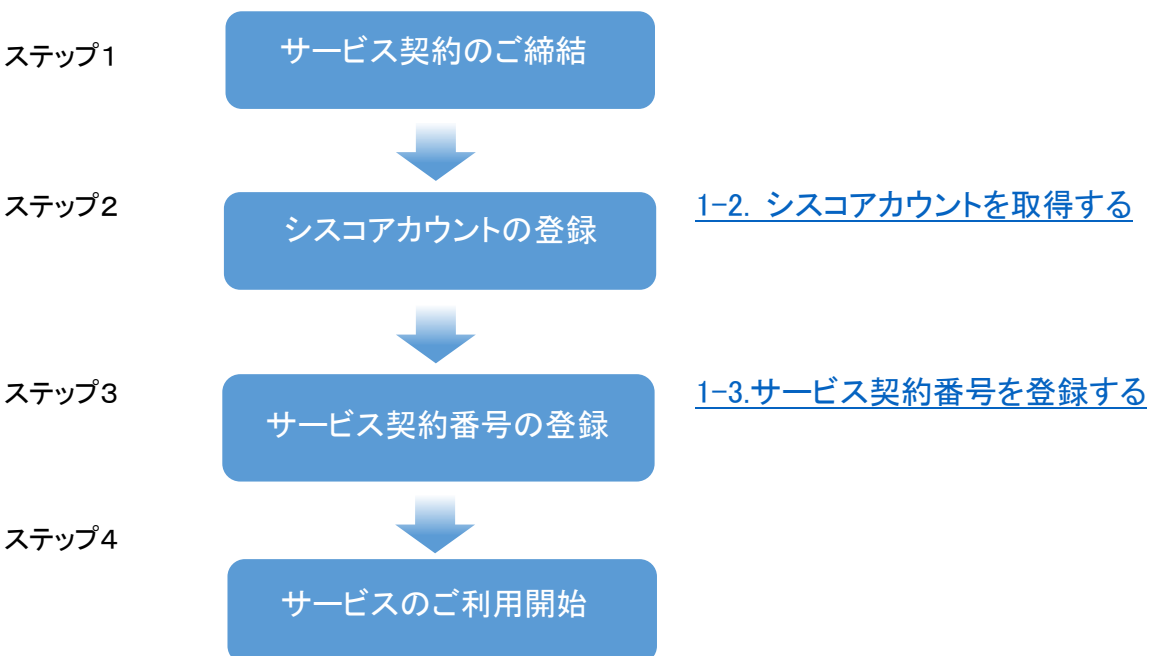 ステップ1
サービス契約のご締結
ステップ2
シスコアカウントの登録
1-2. シスコアカウントを取得する
ステップ3
サービス契約番号の登録
1-3.サービス契約番号を登録する
ステップ4
サービスのご利用開始